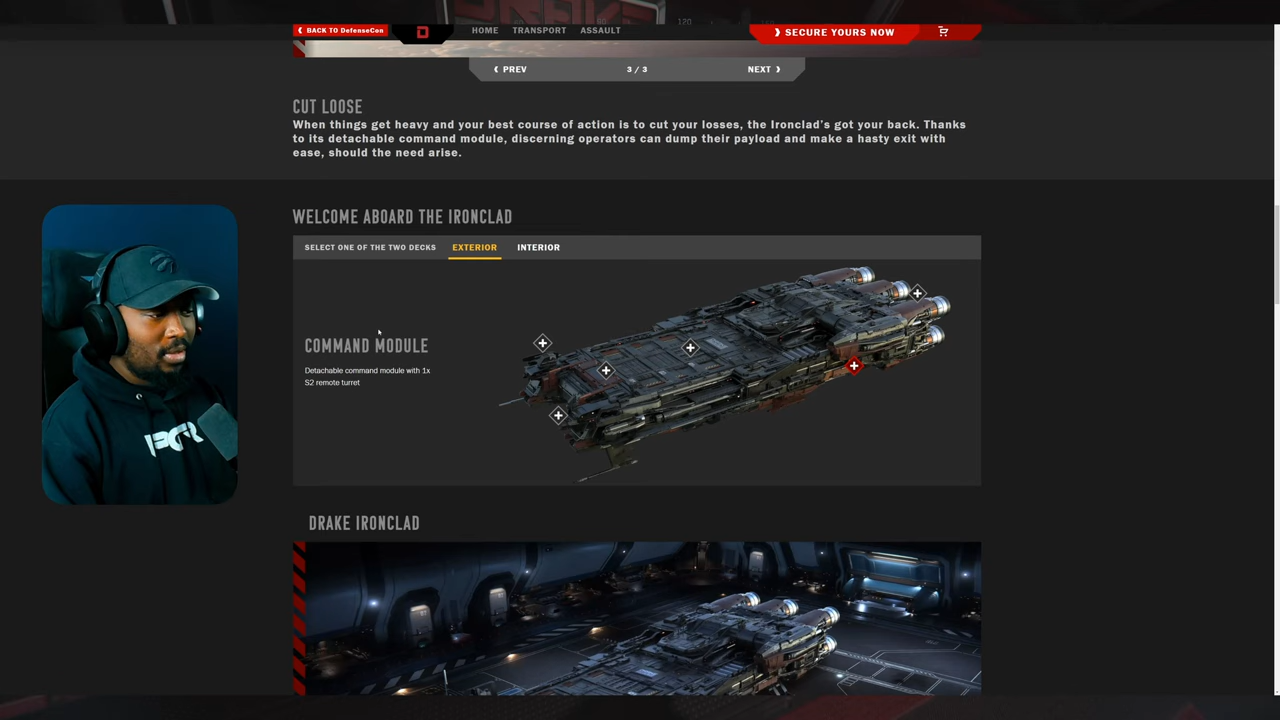 120
BACK TO DefenseCon
HOME TRANSPORT ASSAULT
SECURE YOURS NOW
PREV 3 / 3 NEXT
CUT LOOSE
When things get heavy and your best course of action is to cut your losses, the Ironclad's got your back. Thanks
to its detachable command module, discerning operators can dump their payload and make a hasty exit with
ease, should the need arise.
WELCOME ABOARD THE IRONCLAD
SELECT ONE OF THE TWO DECKS EXTERIOR INTERIOR
COMMAND MODULE
Detachable command module with 1x
S2 remote turret
DRAKE IRONCLAD